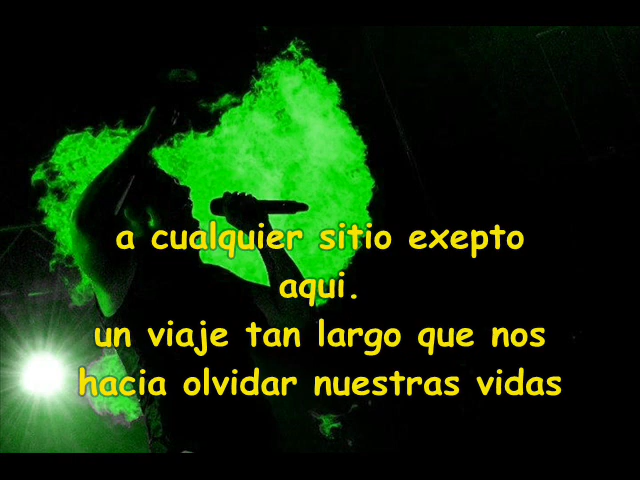 a cualquier sitio exepto
aqui.
un viaje tan largo que nos
hacia olvidar nuestras vidas